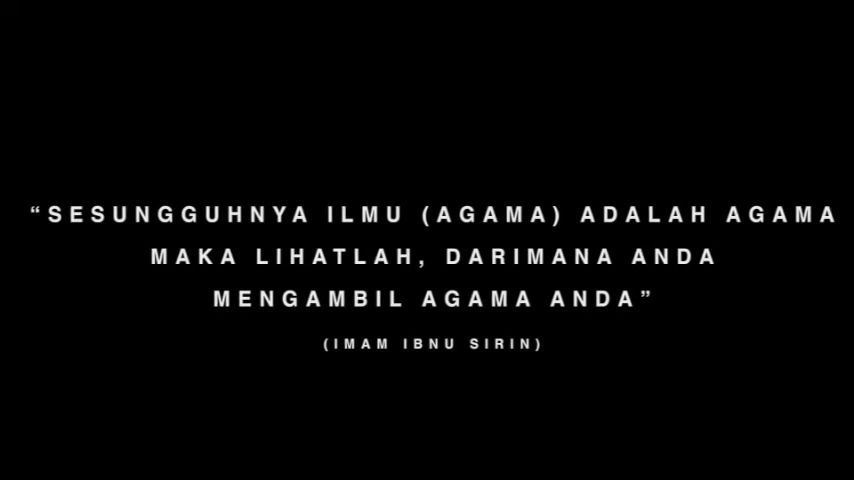 “SESUNGGUHNYA ILMU (AGAMA) ADALAH AGAMA
MAKA LIHATLAH, DARIMANA ANDA
MENGAMBIL AGAMA ANDA”
(IMAM IBNU SIRIN)